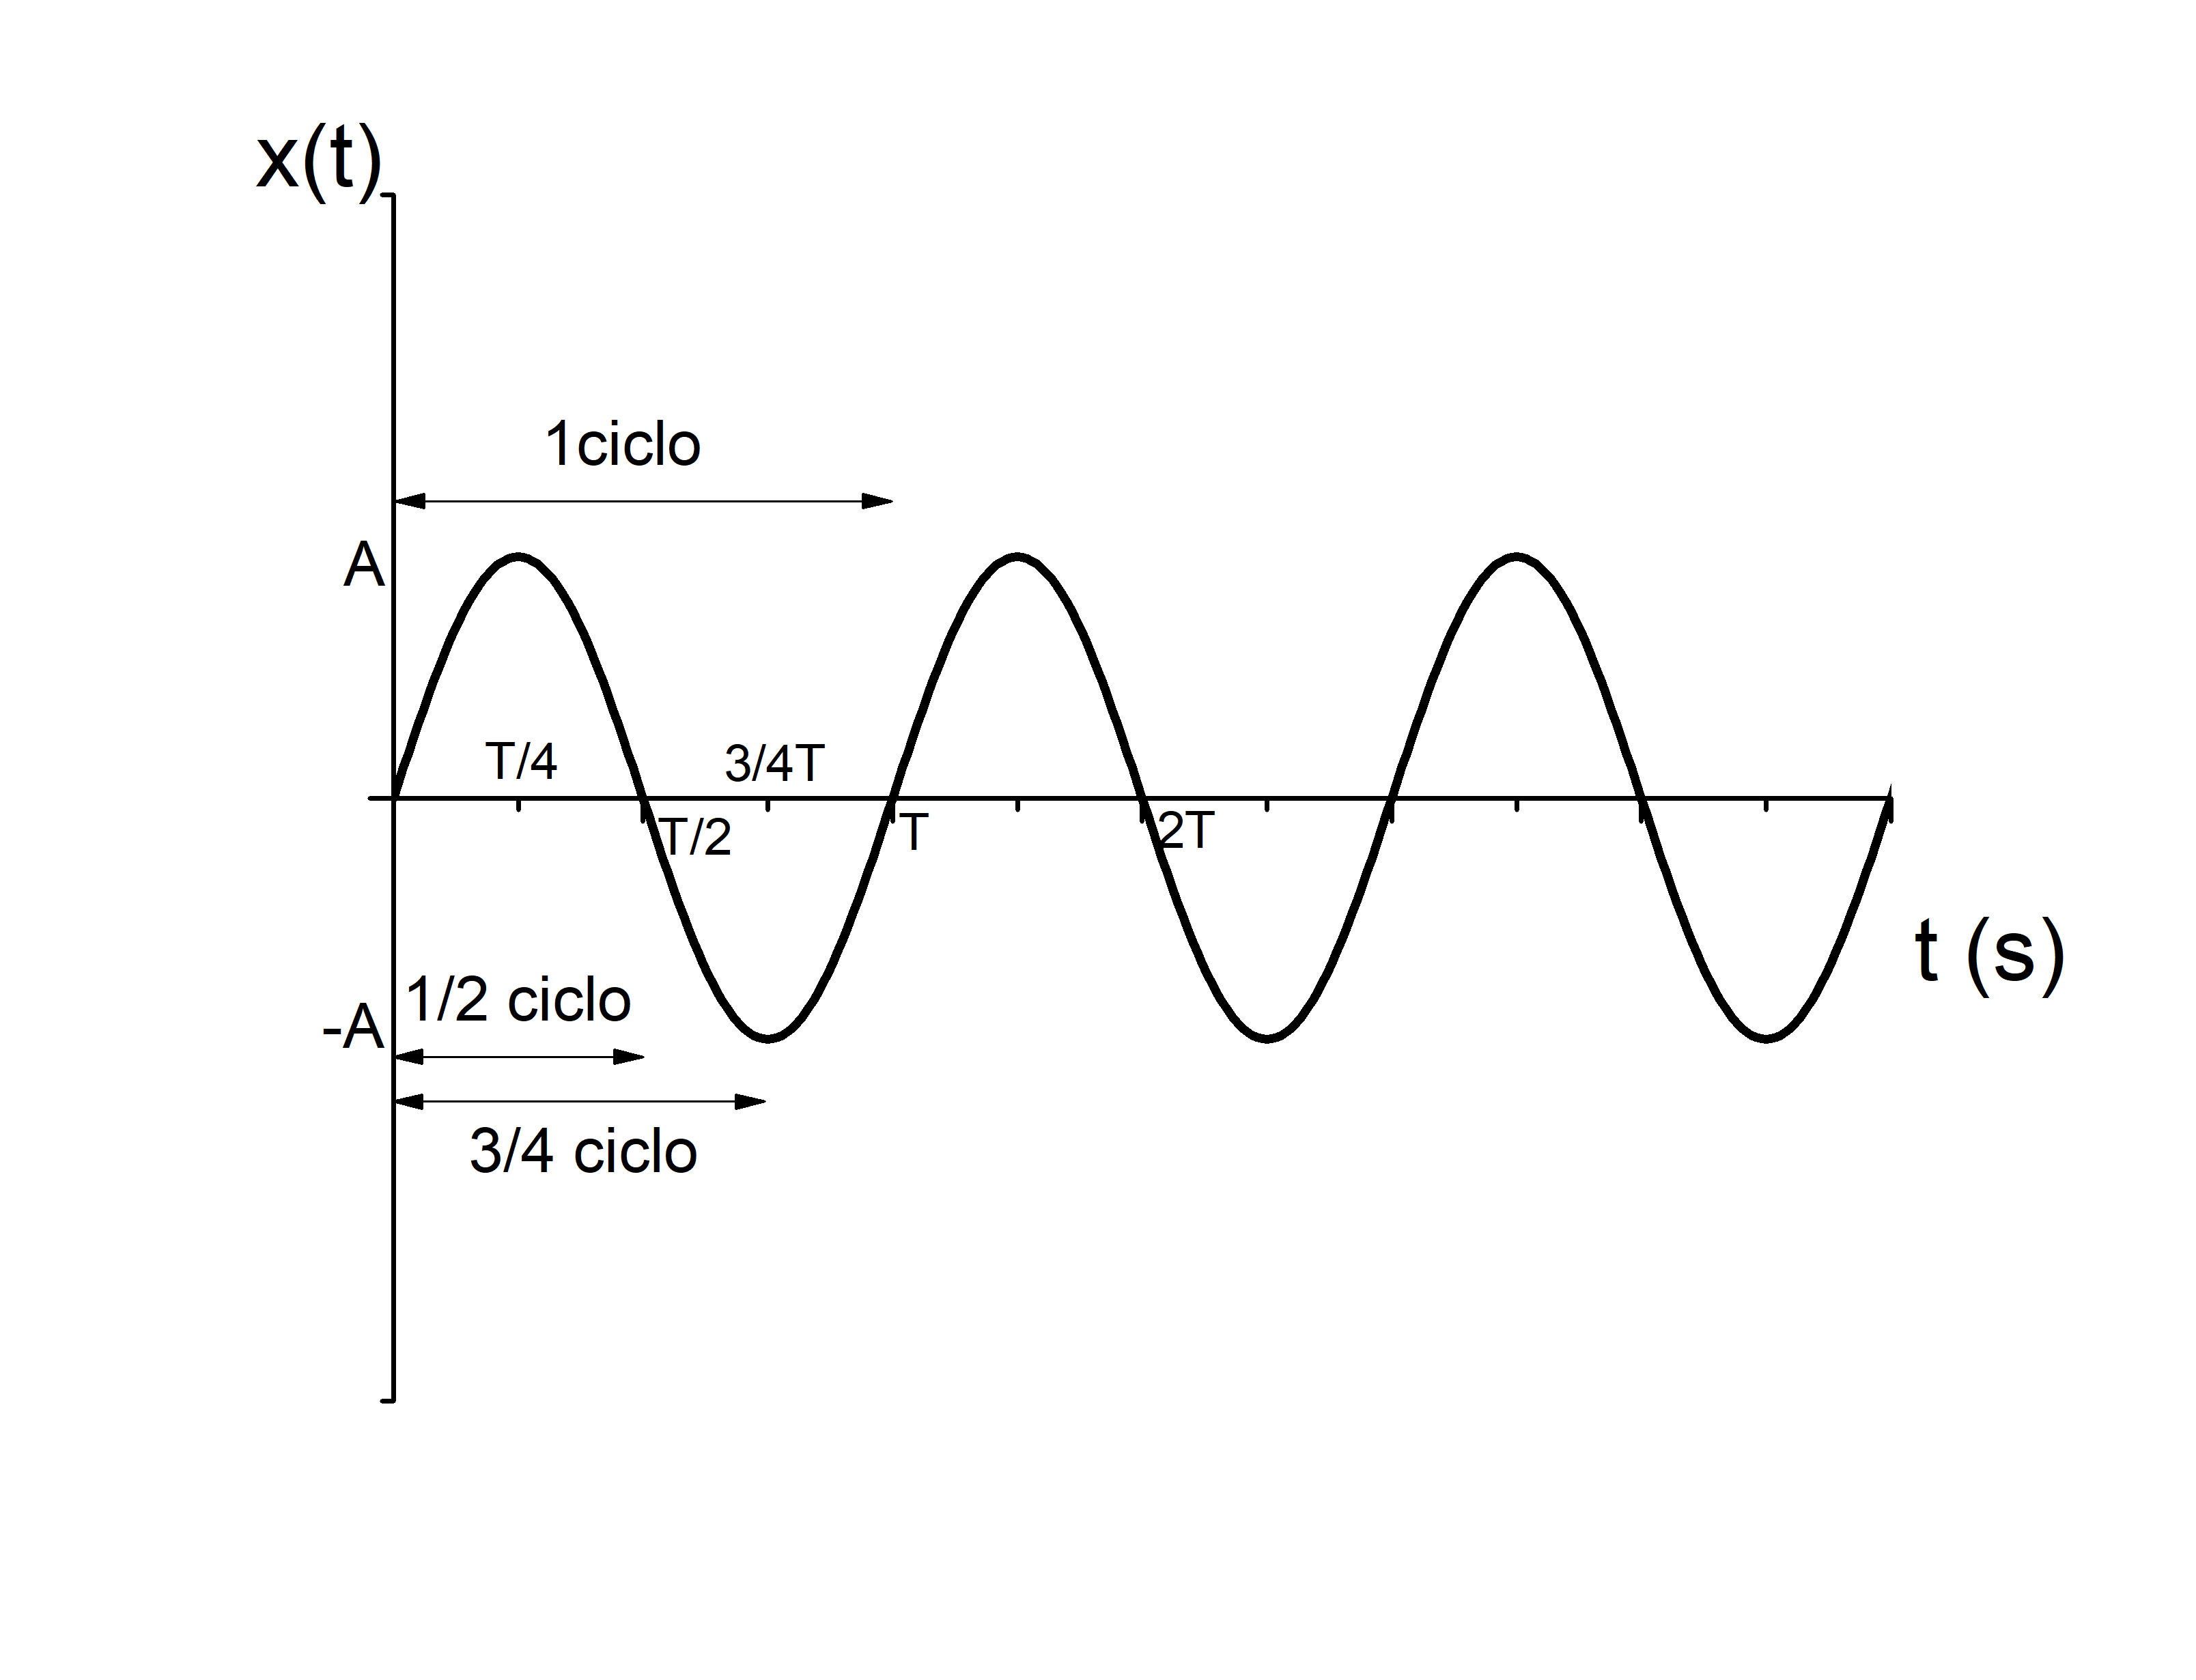 x(t)
1ciclo
A
T/4
3/4T
T/2
T
2T
t (s)
1/2 ciclo
-A
3/4 ciclo